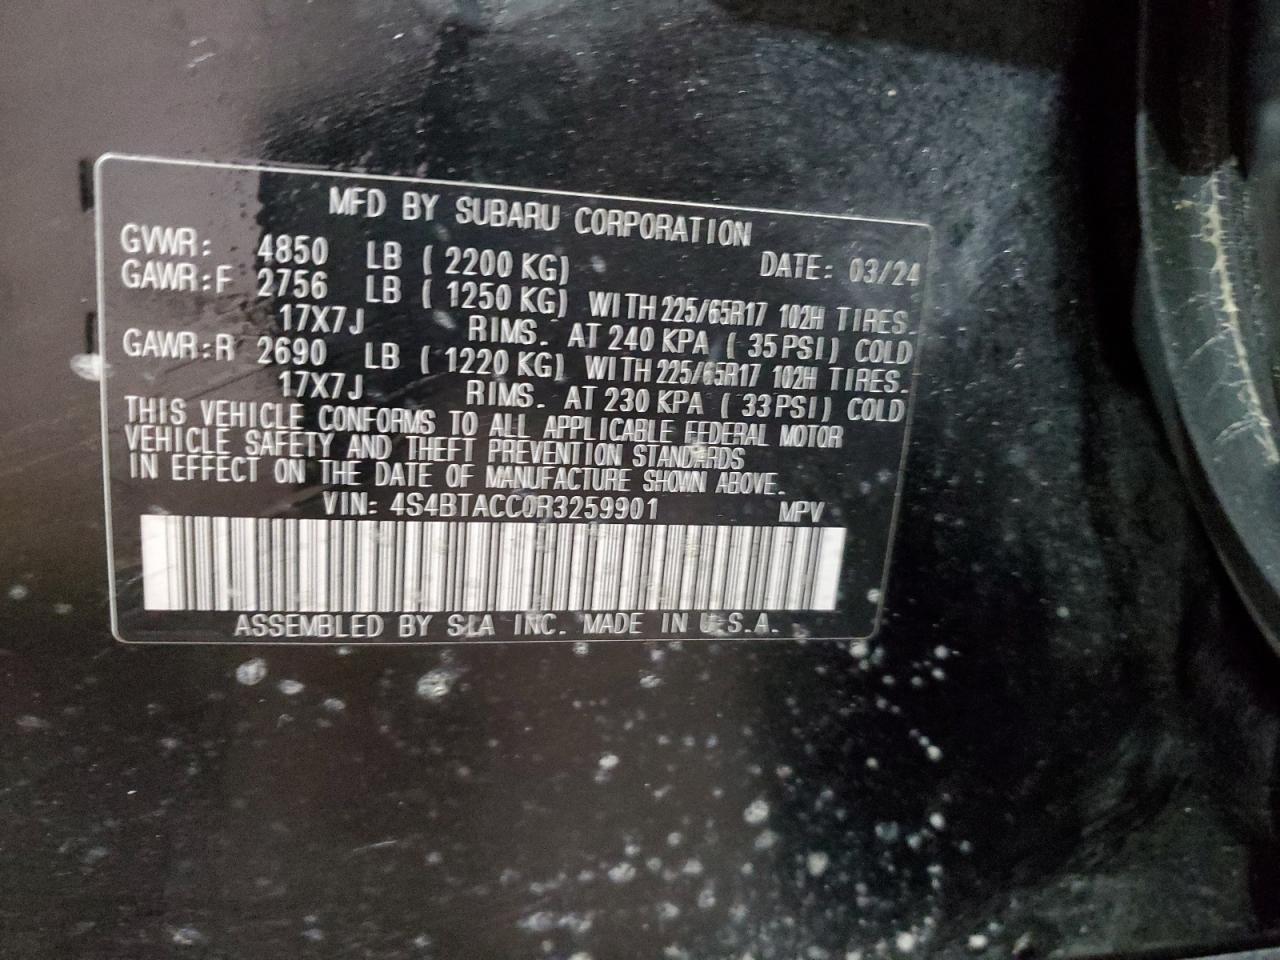 MFD BY SUBARU CORPORATION
GVWR: 4850 LB ( 2200 KG) DATE: 03/24
GAWR:F 2756 LB ( 1250 KG) WITH 225/65R17 102H TIRES.
17X7J RIMS. AT 240 KPA ( 35 PSI) COLD
GAWR:R 2690 LB ( 1220 KG) WITH 225/65R17 102H TIRES.
17X7J RIMS. AT 230 KPA ( 33 PSI) COLD
THIS VEHICLE CONFORMS TO ALL APPLICABLE FEDERAL MOTOR
VEHICLE SAFETY AND THEFT PREVENTION STANDARDS
IN EFFECT ON THE DATE OF MANUFACTURE SHOWN ABOVE.
VIN: 4S4BTACC0R3259901 MPV
ASSEMBLED BY SIA INC. MADE IN U.S.A.